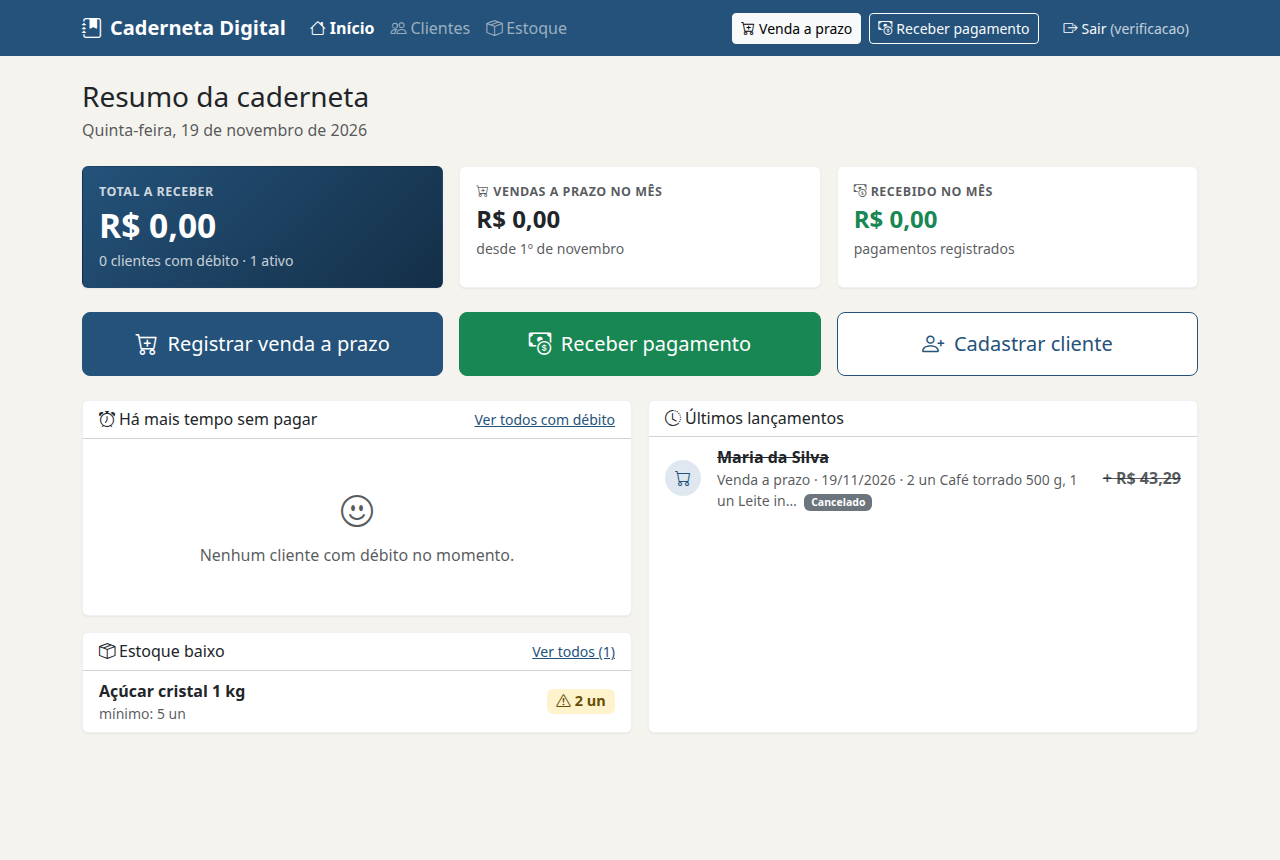 Caderneta Digital
Início
Clientes
Estoque
Venda a prazo
Receber pagamento
Sair (verificacao)
Resumo da caderneta
Quinta-feira, 19 de novembro de 2026
TOTAL A RECEBER
R$ 0,00
0 clientes com débito · 1 ativo
VENDAS A PRAZO NO MÊS
R$ 0,00
desde 1º de novembro
RECEBIDO NO MÊS
R$ 0,00
pagamentos registrados
Registrar venda a prazo
Receber pagamento
Cadastrar cliente
Há mais tempo sem pagar
Ver todos com débito
Nenhum cliente com débito no momento.
Estoque baixo
Ver todos (1)
Açúcar cristal 1 kg
mínimo: 5 un
2 un
Últimos lançamentos
Maria da Silva
Venda a prazo · 19/11/2026 · 2 un Café torrado 500 g, 1
un Leite in... Cancelado
+ R$ 43,29